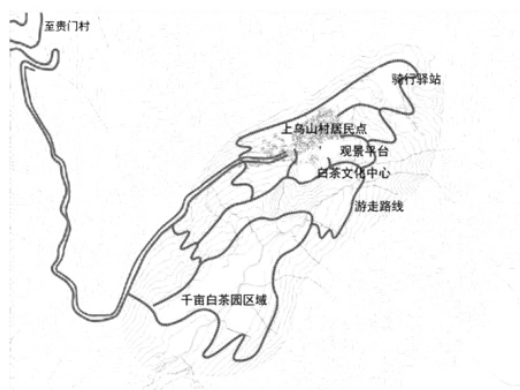 至贵门村
骑行驿站
上乌山村居民点
观景平台
白茶文化中心
游走路线
千亩白茶园区域